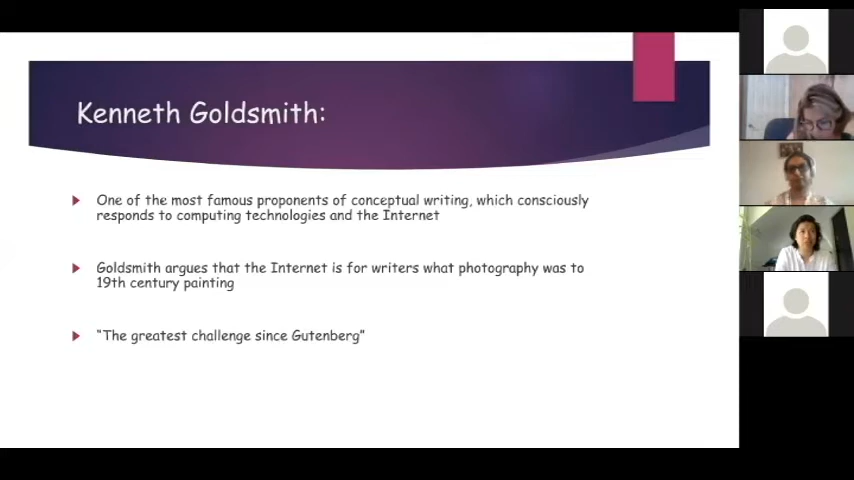 Kenneth Goldsmith:
One of the most famous proponents of conceptual writing, which consciously
responds to computing technologies and the Internet
Goldsmith argues that the Internet is for writers what photography was to
19th century painting
“The greatest challenge since Gutenberg”